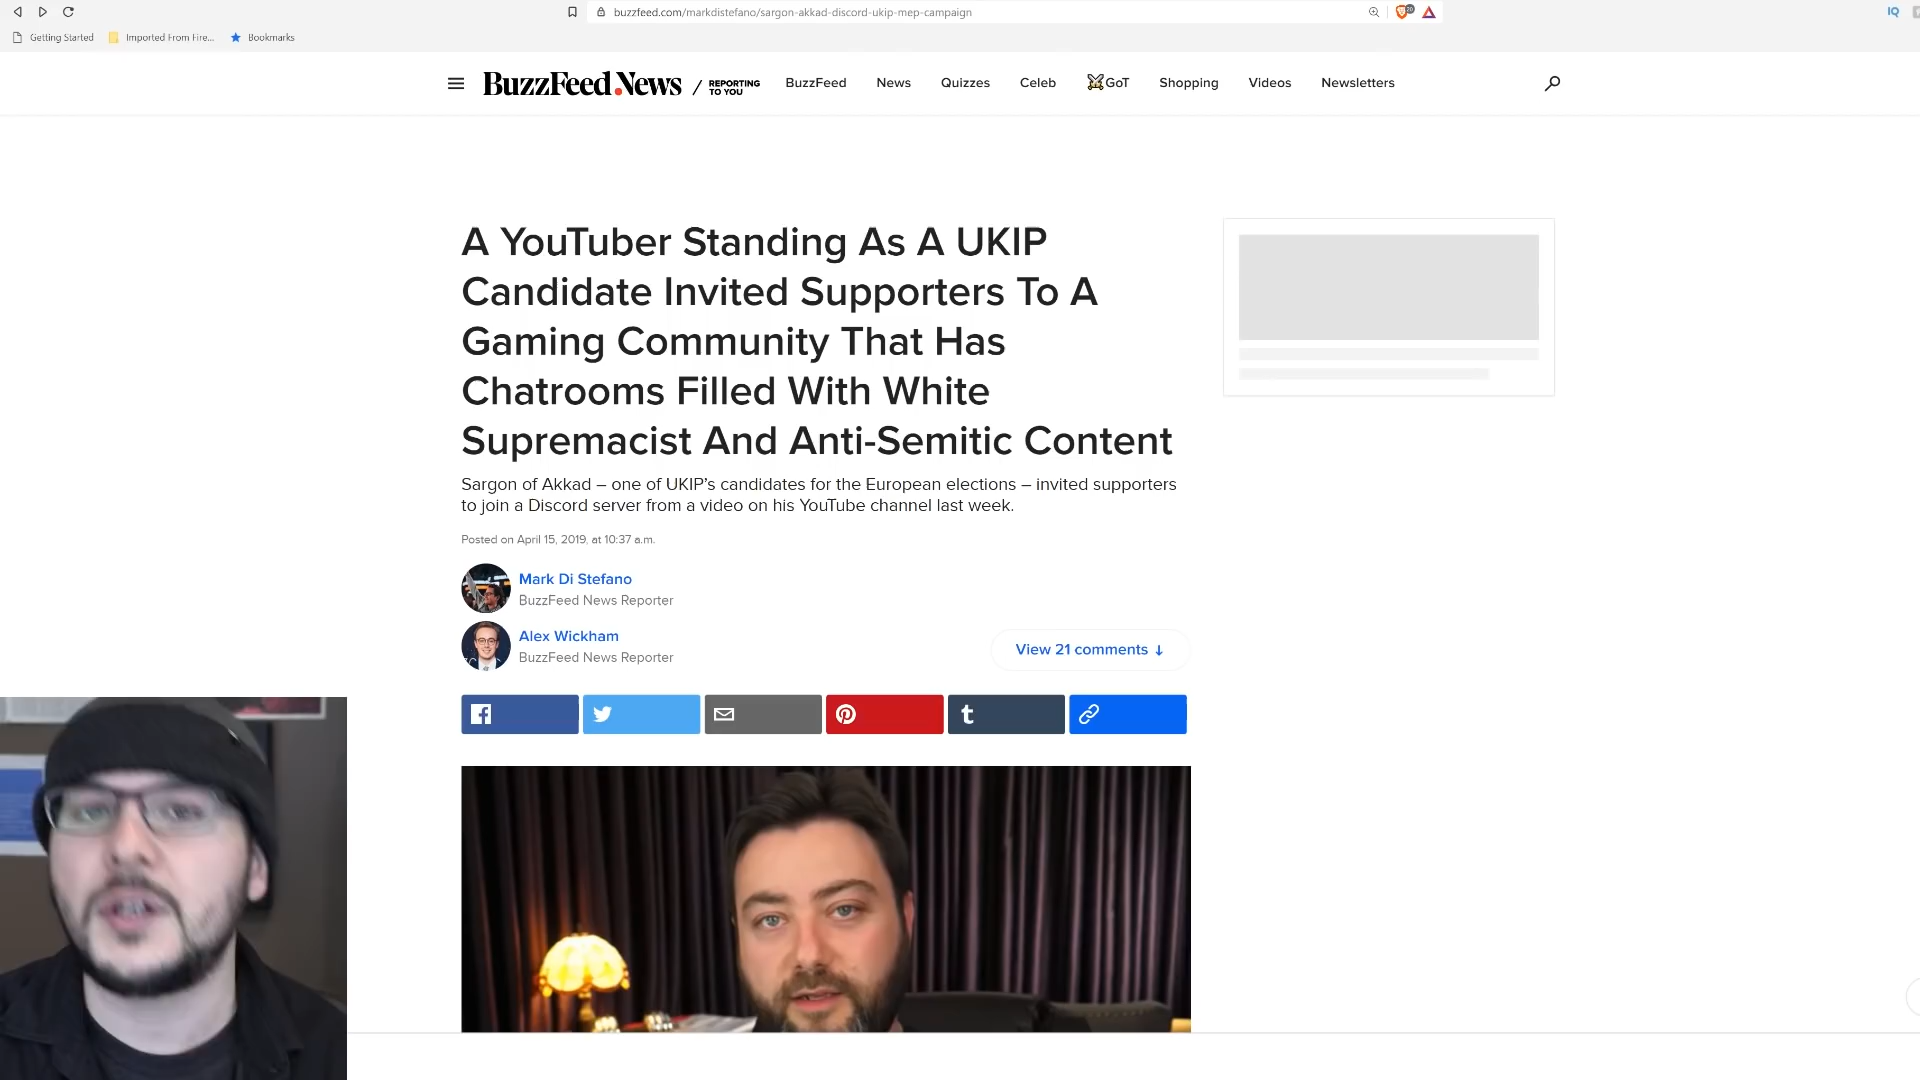 buzzfeed.com/markdistefano/sargon-akkad-discord-ukip-mep-campaign
IQ
Getting Started
Imported From Fire...
Bookmarks
BuzzFeed News / REPORTING TO YOU
BuzzFeed
News
Quizzes
Celeb
GoT
Shopping
Videos
Newsletters
A YouTuber Standing As A UKIP
Candidate Invited Supporters To A
Gaming Community That Has
Chatrooms Filled With White
Supremacist And Anti-Semitic Content
Sargon of Akkad – one of UKIP's candidates for the European elections – invited supporters
to join a Discord server from a video on his YouTube channel last week.
Posted on April 15, 2019, at 10:37 a.m.
Mark Di Stefano
BuzzFeed News Reporter
Alex Wickham
BuzzFeed News Reporter
View 21 comments ↓